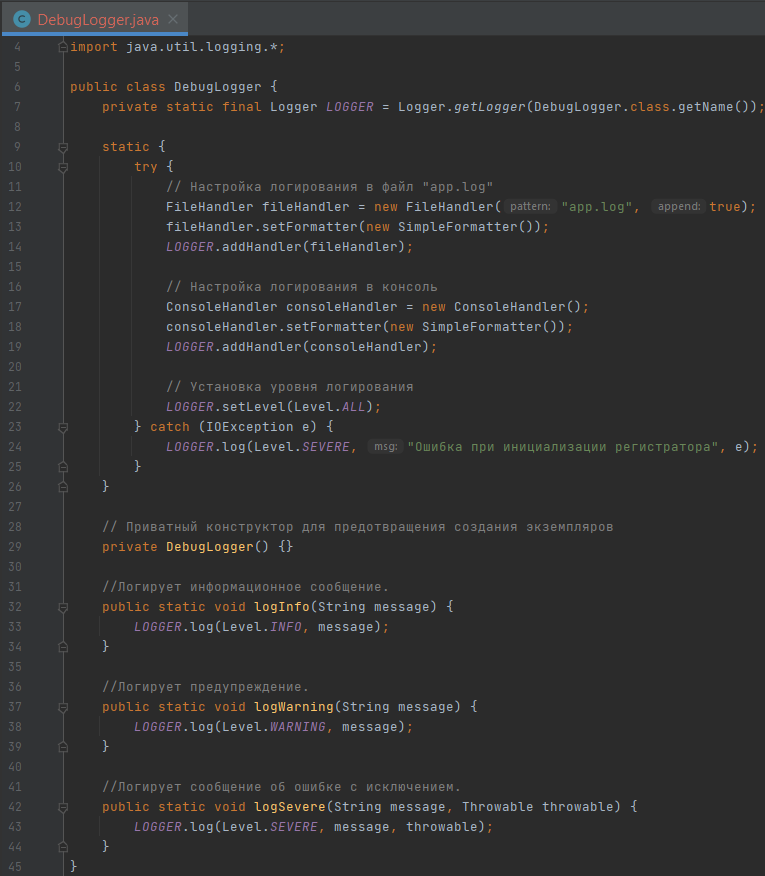 DebugLogger.java
4 import java.util.logging.*;
5
6 public class DebugLogger {
7     private static final Logger LOGGER = Logger.getLogger(DebugLogger.class.getName());
8
9     static {
10         try {
11             // Настройка логирования в файл "app.log"
12             FileHandler fileHandler = new FileHandler( pattern: "app.log", append: true);
13             fileHandler.setFormatter(new SimpleFormatter());
14             LOGGER.addHandler(fileHandler);
15
16             // Настройка логирования в консоль
17             ConsoleHandler consoleHandler = new ConsoleHandler();
18             consoleHandler.setFormatter(new SimpleFormatter());
19             LOGGER.addHandler(consoleHandler);
20
21             // Установка уровня логирования
22             LOGGER.setLevel(Level.ALL);
23         } catch (IOException e) {
24             LOGGER.log(Level.SEVERE, msg: "Ошибка при инициализации регистратора", e);
25         }
26     }
27
28     // Приватный конструктор для предотвращения создания экземпляров
29     private DebugLogger() {}
30
31     //Логирует информационное сообщение.
32     public static void logInfo(String message) {
33         LOGGER.log(Level.INFO, message);
34     }
35
36     //Логирует предупреждение.
37     public static void logWarning(String message) {
38         LOGGER.log(Level.WARNING, message);
39     }
40
41     //Логирует сообщение об ошибке с исключением.
42     public static void logSevere(String message, Throwable throwable) {
43         LOGGER.log(Level.SEVERE, message, throwable);
44     }
45 }